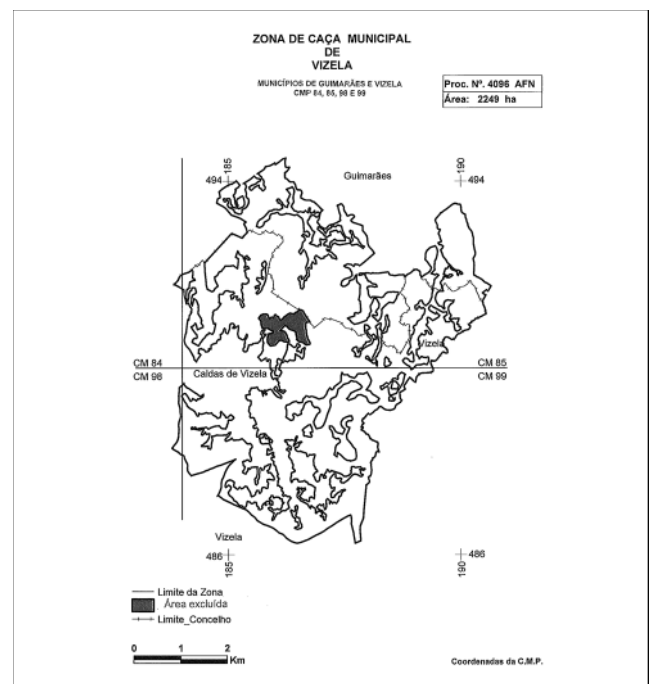 ZONA DE CAÇA MUNICIPAL
DE
VIZELA
MUNICÍPIOS DE GUIMARÃES E VIZELA
CMP 84, 85, 98 E 99
Proc. Nº. 4096 AFN
Área: 2249 ha
185
190
494
494
Guimarães
Vizela
CM 84
CM 85
CM 98
Caldas de Vizela
CM 99
Vizela
486
486
185
190
Limite da Zona
Área excluída
Limite_Concelho
0 1 2
Km
Coordenadas da C.M.P.